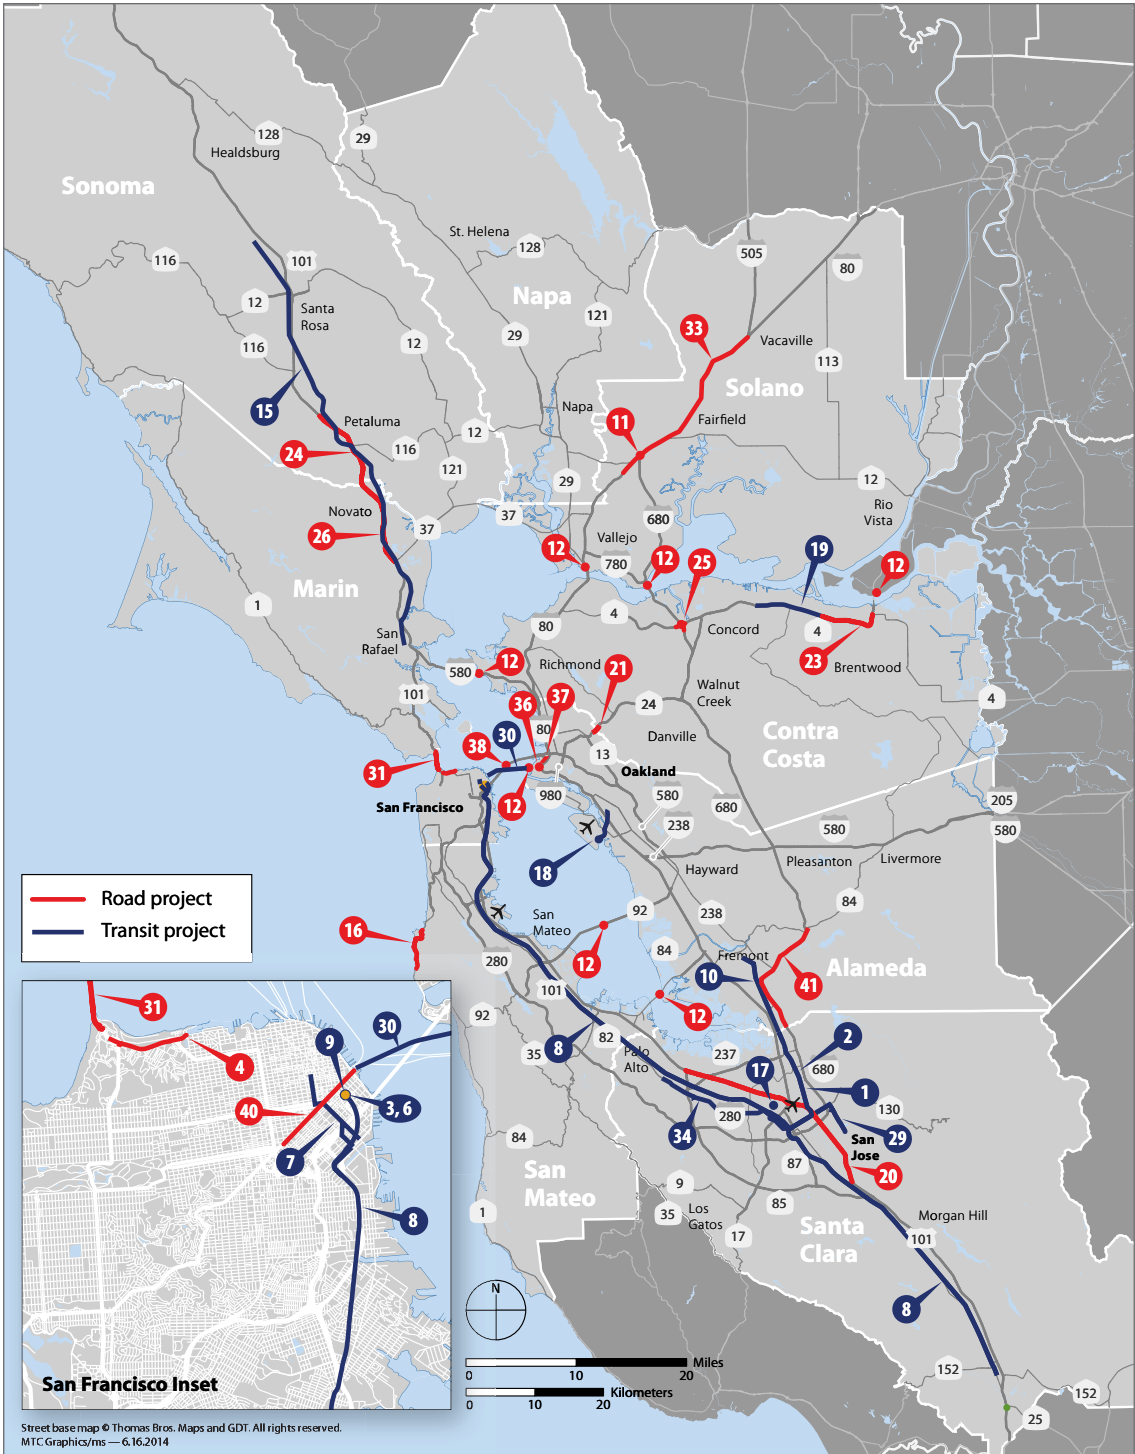 128
29
Healdsburg
Sonoma
St. Helena
128
505
116
101
80
Napa
12
Santa
Rosa
121
33
29
12
Vacaville
116
113
Solano
15
Napa
Petaluma
11
Fairfield
12
24
116
121
29
12
Novato
37
37
Rio
Vista
680
26
Vallejo
12
12
25
19
780
12
Marin
1
4
80
Concord
4
San
Rafael
23
Brentwood
580
12
Richmond
21
Walnut
Creek
101
36
37
24
4
80
30
Danville
Contra
Costa
38
13
31
Oakland
San Francisco
12
980
580
680
205
238
580
580
18
Hayward
Pleasanton
Livermore
Road project
Transit project
San
Mateo
92
238
84
16
84
Fremont
280
12
10
Alameda
41
101
12
92
8
82
2
31
30
9
Palo
Alto
237
35
17
680
4
1
3, 6
40
280
130
7
34
29
84
San
Jose
87
20
San
Mateo
9
85
8
1
35
Los
Gatos
Morgan Hill
17
Santa
Clara
101
N
8
Miles
0
10
20
152
San Francisco Inset
Kilometers
0
10
20
152
25
Street base map © Thomas Bros. Maps and GDT. All rights reserved.
MTC Graphics/ms — 6.16.2014